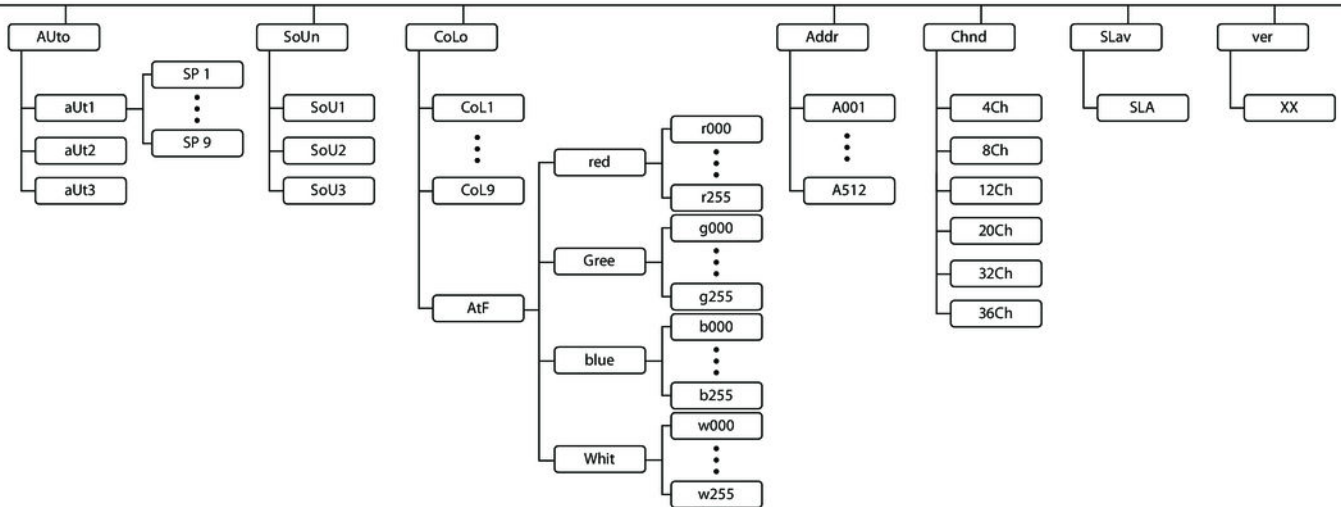 AUto
SoUn
CoLo
Addr
Chnd
SLav
ver
SP 1
aUt1
SP 9
aUt2
aUt3
SoU1
SoU2
SoU3
CoL1
CoL9
AtF
red
r000
r255
Gree
g000
g255
blue
b000
b255
Whit
w000
w255
A001
A512
4Ch
8Ch
12Ch
20Ch
32Ch
36Ch
SLA
XX